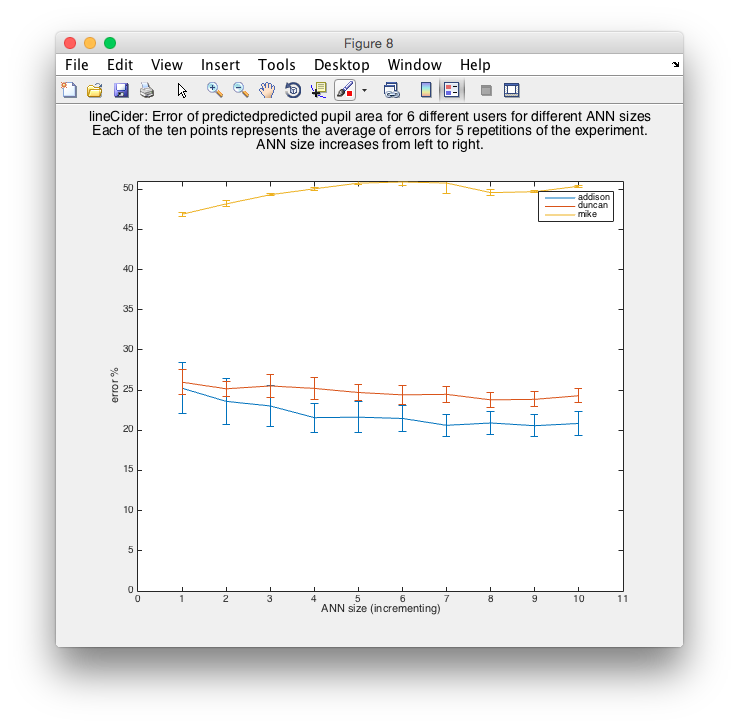 Figure 8
File Edit View Insert Tools Desktop Window Help
lineCider: Error of predictedpredicted pupil area for 6 different users for different ANN sizes
Each of the ten points represents the average of errors for 5 repetitions of the experiment.
ANN size increases from left to right.
50
45
40
35
30
25
20
15
10
5
0
error %
addison
duncan
mike
0 1 2 3 4 5 6 7 8 9 10 11
ANN size (incrementing)